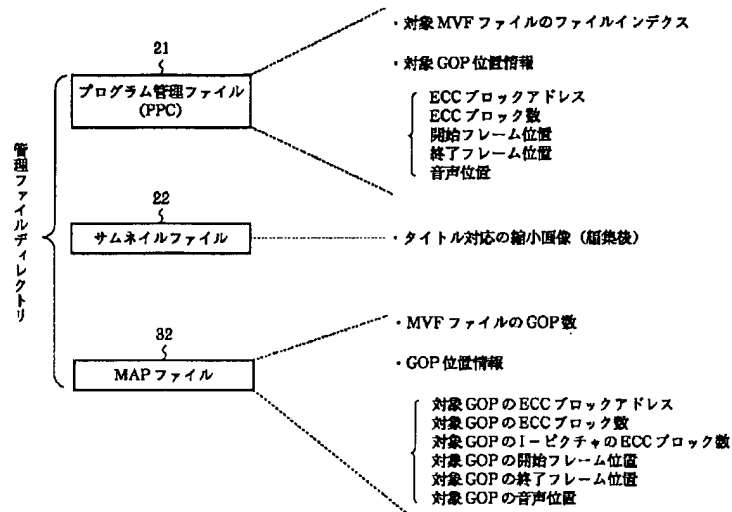 管理ファイルディレクトリ
21
プログラム管理ファイル
(PPC)
・対象MVFファイルのファイルインデクス
・対象GOP位置情報
ECCブロックアドレス
ECCブロック数
開始フレーム位置
終了フレーム位置
音声位置
22
サムネイルファイル
・タイトル対応の縮小画像（編集後）
32
MAPファイル
・MVFファイルのGOP数
・GOP位置情報
対象GOPのECCブロックアドレス
対象GOPのECCブロック数
対象GOPのI－ピクチャのECCブロック数
対象GOPの開始フレーム位置
対象GOPの終了フレーム位置
対象GOPの音声位置